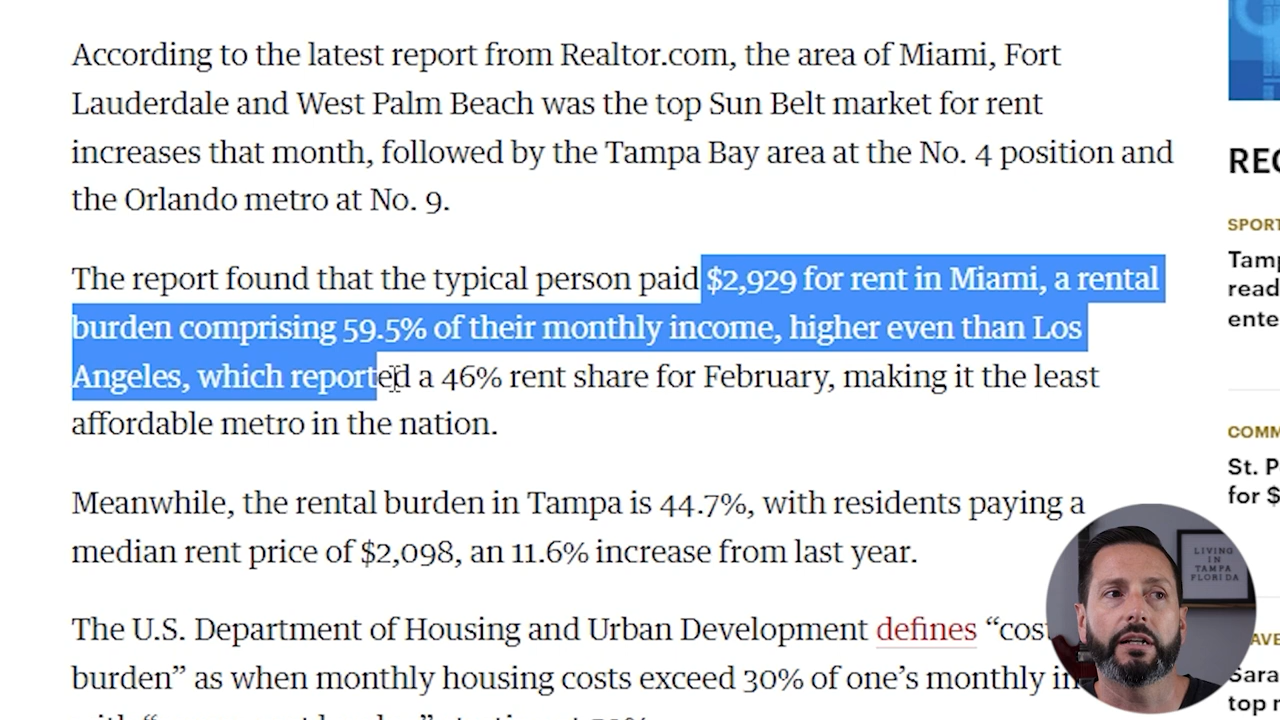 According to the latest report from Realtor.com, the area of Miami, Fort
Lauderdale and West Palm Beach was the top Sun Belt market for rent
increases that month, followed by the Tampa Bay area at the No. 4 position and
the Orlando metro at No. 9.
The report found that the typical person paid $2,929 for rent in Miami, a rental
burden comprising 59.5% of their monthly income, higher even than Los
Angeles, which reported a 46% rent share for February, making it the least
affordable metro in the nation.
Meanwhile, the rental burden in Tampa is 44.7%, with residents paying a
median rent price of $2,098, an 11.6% increase from last year.
The U.S. Department of Housing and Urban Development defines “cost
burden” as when monthly housing costs exceed 30% of one’s monthly in
REC
SPORT
Tamp
read
ente
COMM
St. P
for $
AVE
Sara
top r
LIVING
IN
TAMPA
FLORIDA